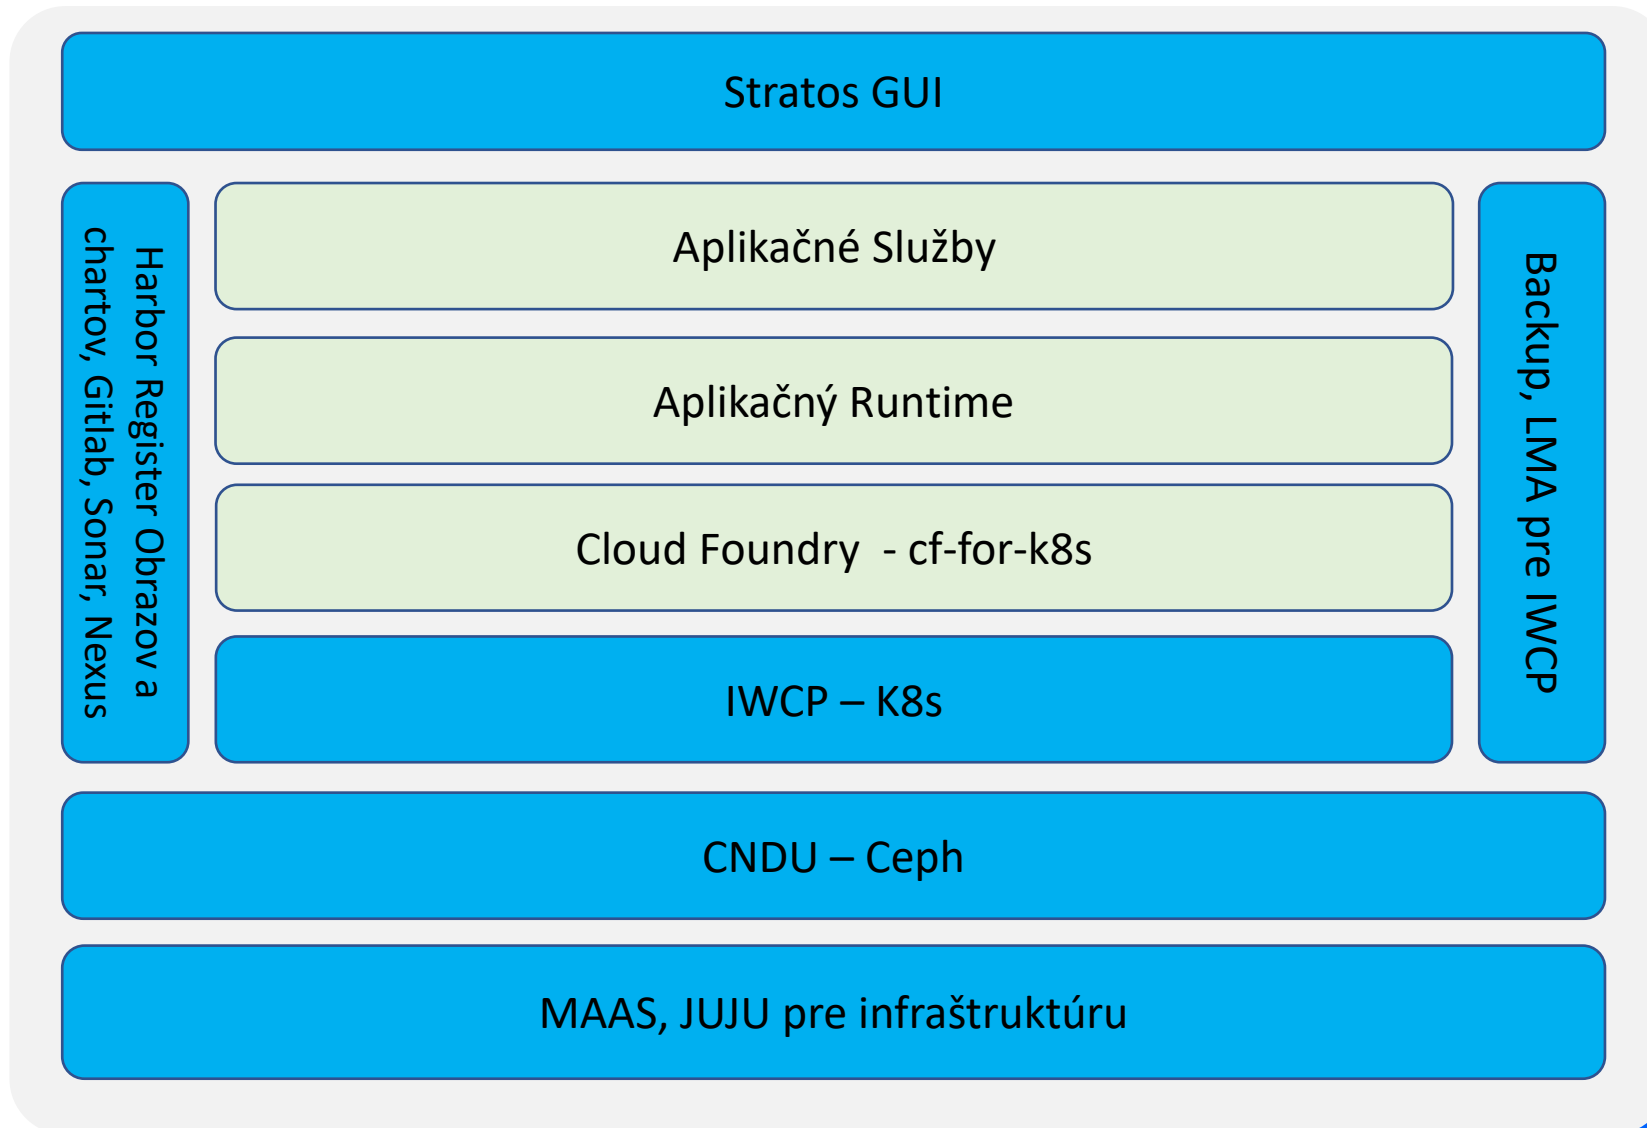 Stratos GUI
Harbor Register Obrazov a
chartov, Gitlab, Sonar, Nexus
Aplikačné Služby
Aplikačný Runtime
Cloud Foundry  - cf-for-k8s
IWCP – K8s
Backup, LMA pre IWCP
CNDU – Ceph
MAAS, JUJU pre infraštruktúru